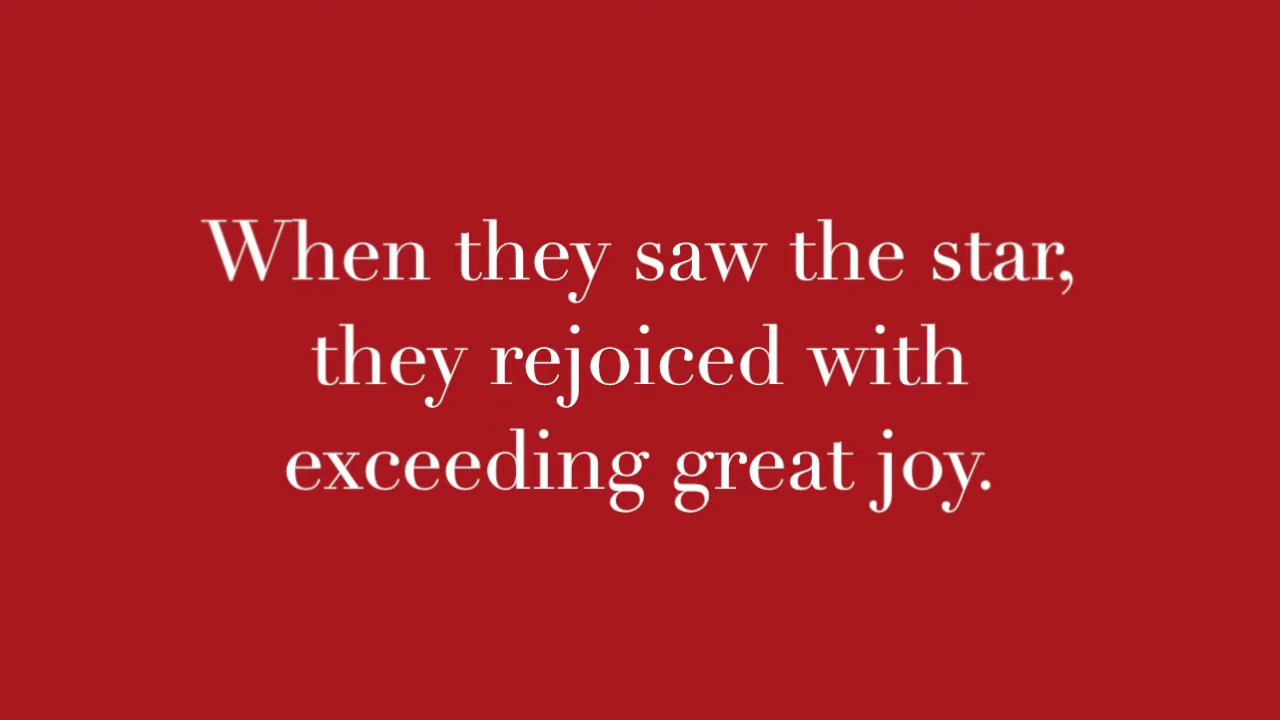 When they saw the star,
they rejoiced with
exceeding great joy.